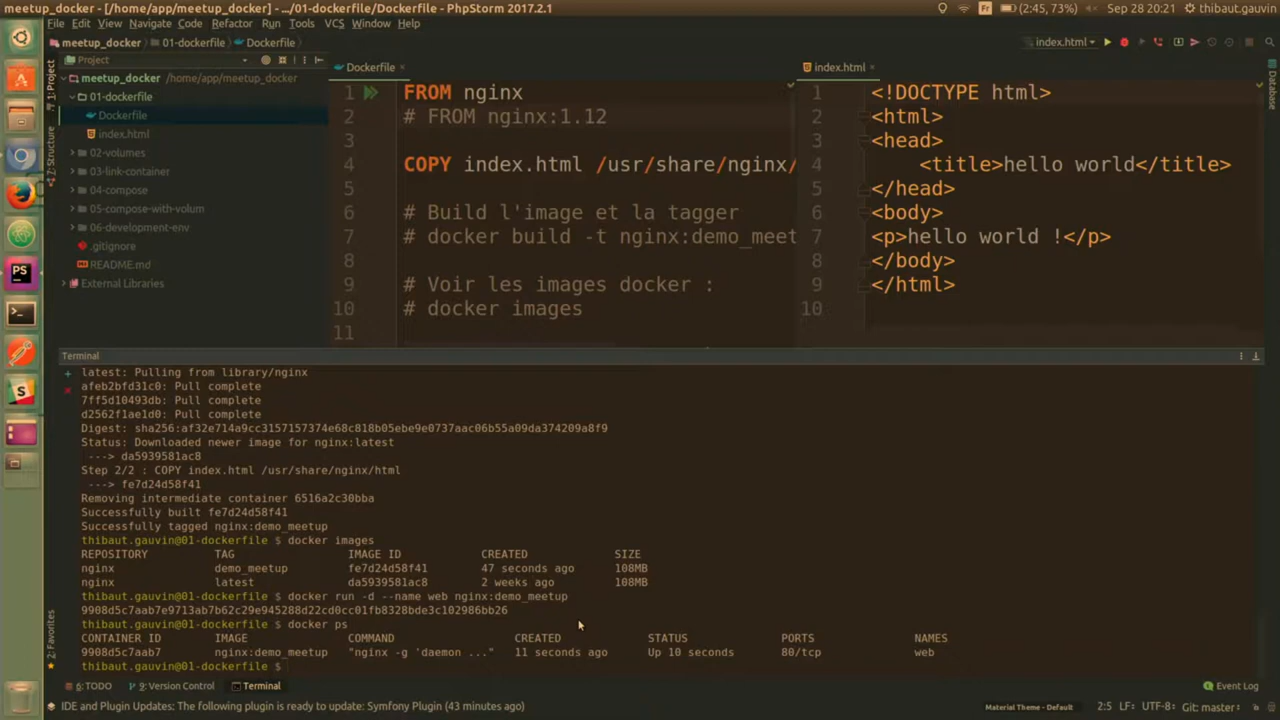 meetup_docker - [/home/app/meetup_docker] - .../01-dockerfile/Dockerfile - PhpStorm 2017.2.1
Fr (2:45, 73%) Sep 28 20:21 thibaut.gauvin
File Edit View Navigate Code Refactor Run Tools VCS Window Help
meetup_docker 01-dockerfile Dockerfile
index.html
Project
1: Project
Z: Structure
2: Favorites
Database
meetup_docker /home/app/meetup_docker
01-dockerfile
Dockerfile
index.html
02-volumes
03-link-container
04-compose
05-compose-with-volum
06-development-env
.gitignore
README.md
External Libraries
Dockerfile
1 FROM nginx
2 # FROM nginx:1.12
3
4 COPY index.html /usr/share/nginx/
5
6 # Build l'image et la tagger
7 # docker build -t nginx:demo_meet
8
9 # Voir les images docker :
10 # docker images
11
index.html
1 <!DOCTYPE html>
2 <html>
3 <head>
4 <title>hello world</title>
5 </head>
6 <body>
7 <p>hello world !</p>
8 </body>
9 </html>
10
Terminal
latest: Pulling from library/nginx
afeb2bfd31c0: Pull complete
7ff5d10493db: Pull complete
d2562f1ae1d0: Pull complete
Digest: sha256:af32e714a9cc3157157374e68c818b05ebe9e0737aac06b55a09da374209a8f9
Status: Downloaded newer image for nginx:latest
---> da5939581ac8
Step 2/2 : COPY index.html /usr/share/nginx/html
---> fe7d24d58f41
Removing intermediate container 6516a2c30bba
Successfully built fe7d24d58f41
Successfully tagged nginx:demo_meetup
thibaut.gauvin@01-dockerfile $ docker images
REPOSITORY TAG IMAGE ID CREATED SIZE
nginx demo_meetup fe7d24d58f41 47 seconds ago 108MB
nginx latest da5939581ac8 2 weeks ago 108MB
thibaut.gauvin@01-dockerfile $ docker run -d --name web nginx:demo_meetup
9908d5c7aab7e9713ab7b62c29e945288d22cd0cc01fb8328bde3c102986bb26
thibaut.gauvin@01-dockerfile $ docker ps
CONTAINER ID IMAGE COMMAND CREATED STATUS PORTS NAMES
9908d5c7aab7 nginx:demo_meetup "nginx -g 'daemon ..." 11 seconds ago Up 10 seconds 80/tcp web
thibaut.gauvin@01-dockerfile $
6: TODO 9: Version Control Terminal Event Log
IDE and Plugin Updates: The following plugin is ready to update: Symfony Plugin (43 minutes ago) Material Theme - Default 2:5 LF÷ UTF-8÷ Git: master÷